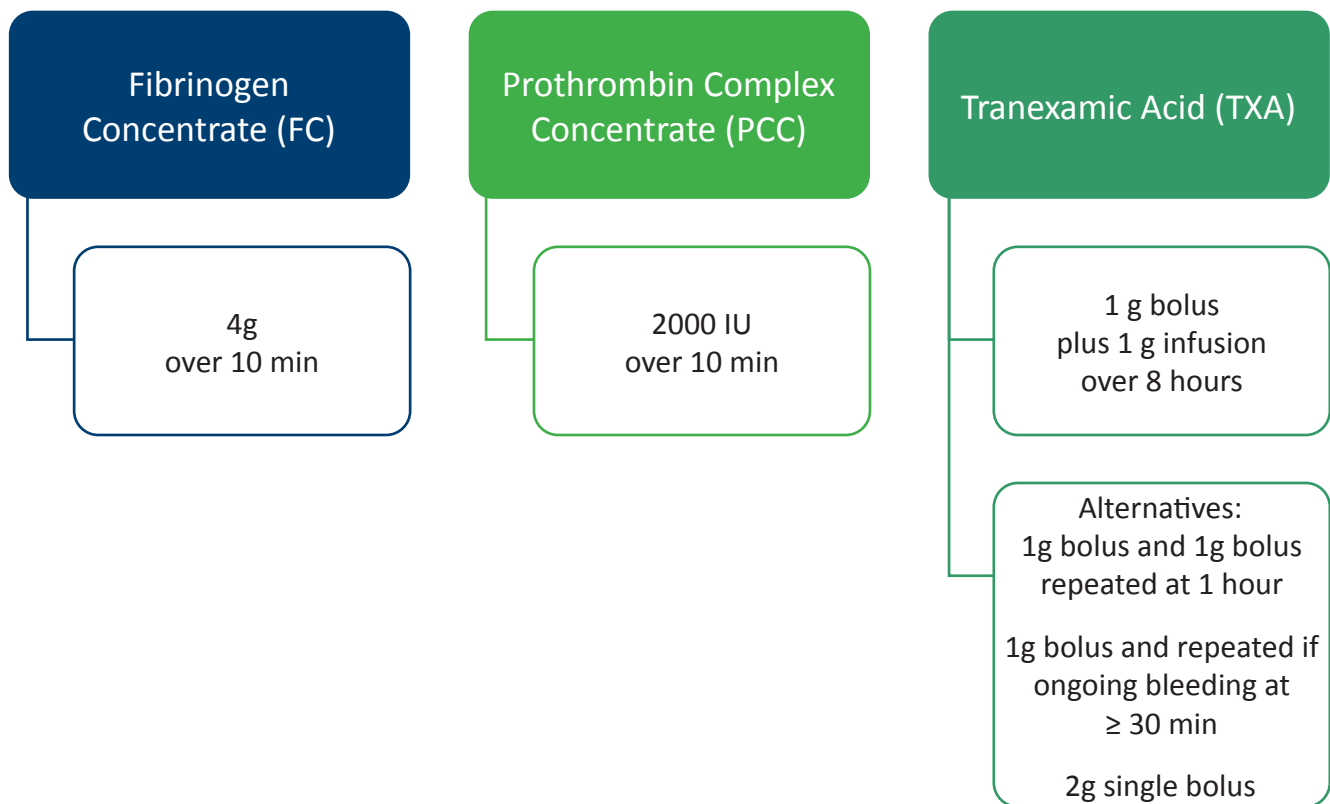 Fibrinogen
Concentrate (FC)
4g
over 10 min
Prothrombin Complex
Concentrate (PCC)
2000 IU
over 10 min
Tranexamic Acid (TXA)
1 g bolus
plus 1 g infusion
over 8 hours
Alternatives:
1g bolus and 1g bolus
repeated at 1 hour
1g bolus and repeated if
ongoing bleeding at
≥ 30 min
2g single bolus